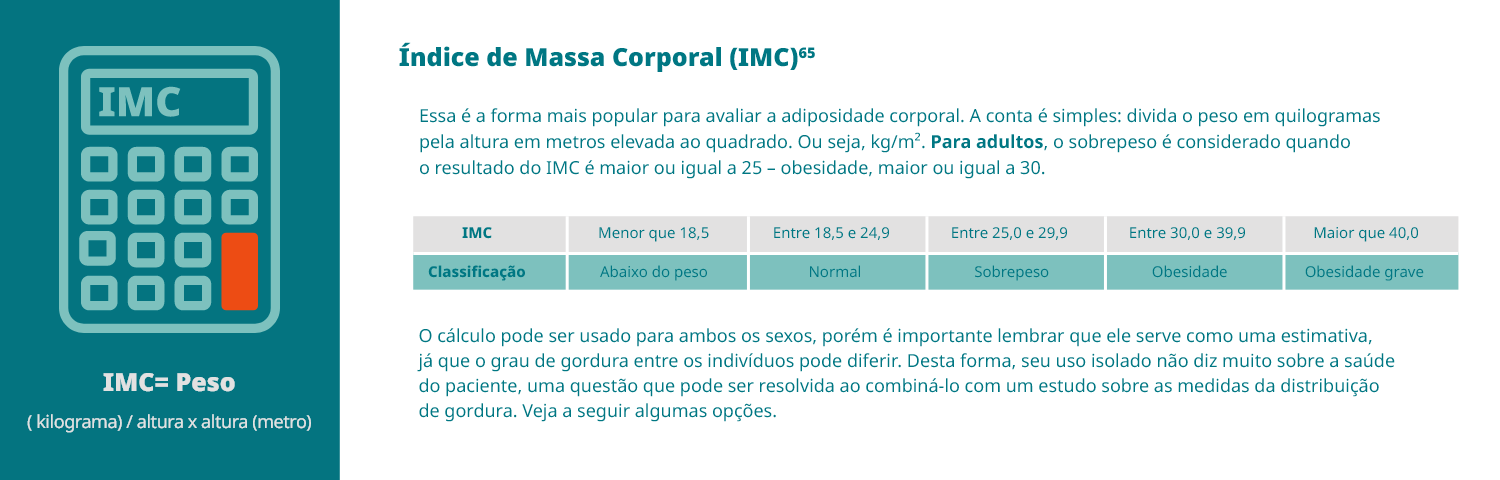 IMC
IMC= Peso
( kilograma) / altura x altura (metro)
Índice de Massa Corporal (IMC)⁶⁵
Essa é a forma mais popular para avaliar a adiposidade corporal. A conta é simples: divida o peso em quilogramas
pela altura em metros elevada ao quadrado. Ou seja, kg/m². Para adultos, o sobrepeso é considerado quando
o resultado do IMC é maior ou igual a 25 – obesidade, maior ou igual a 30.
IMC Menor que 18,5 Entre 18,5 e 24,9 Entre 25,0 e 29,9 Entre 30,0 e 39,9 Maior que 40,0
Classificação Abaixo do peso Normal Sobrepeso Obesidade Obesidade grave
O cálculo pode ser usado para ambos os sexos, porém é importante lembrar que ele serve como uma estimativa,
já que o grau de gordura entre os indivíduos pode diferir. Desta forma, seu uso isolado não diz muito sobre a saúde
do paciente, uma questão que pode ser resolvida ao combiná-lo com um estudo sobre as medidas da distribuição
de gordura. Veja a seguir algumas opções.